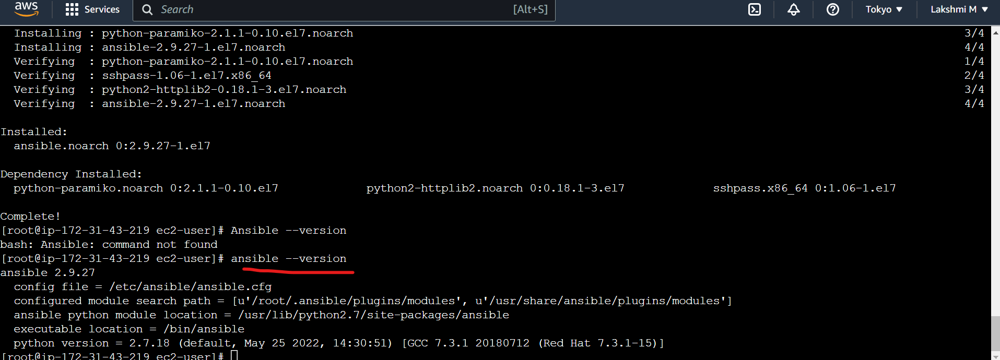 aws Services Search [Alt+S] Tokyo ▼ Lakshmi M ▼
Installing : python-paramiko-2.1.1-0.10.el7.noarch 3/4
Installing : ansible-2.9.27-1.el7.noarch 4/4
Verifying : python-paramiko-2.1.1-0.10.el7.noarch 1/4
Verifying : sshpass-1.06-1.el7.x86_64 2/4
Verifying : python2-httplib2-0.18.1-3.el7.noarch 3/4
Verifying : ansible-2.9.27-1.el7.noarch 4/4
Installed:
ansible.noarch 0:2.9.27-1.el7
Dependency Installed:
python-paramiko.noarch 0:2.1.1-0.10.el7 python2-httplib2.noarch 0:0.18.1-3.el7 sshpass.x86_64 0:1.06-1.el7
Complete!
[root@ip-172-31-43-219 ec2-user]# Ansible --version
bash: Ansible: command not found
[root@ip-172-31-43-219 ec2-user]# ansible --version
ansible 2.9.27
config file = /etc/ansible/ansible.cfg
configured module search path = [u'/root/.ansible/plugins/modules', u'/usr/share/ansible/plugins/modules']
ansible python module location = /usr/lib/python2.7/site-packages/ansible
executable location = /bin/ansible
python version = 2.7.18 (default, May 25 2022, 14:30:51) [GCC 7.3.1 20180712 (Red Hat 7.3.1-15)]
[root@ip-172-31-43-219 ec2-user]#